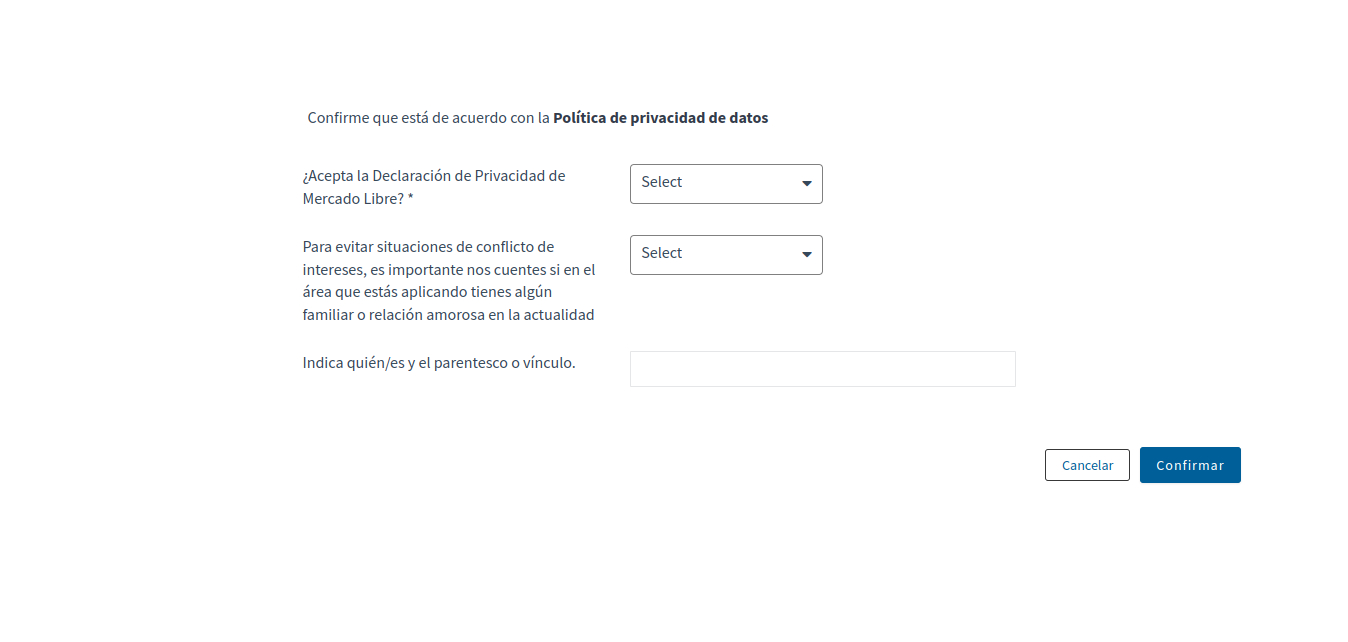 Confirme que está de acuerdo con la Política de privacidad de datos
¿Acepta la Declaración de Privacidad de
Mercado Libre? *
Select
Para evitar situaciones de conflicto de
intereses, es importante nos cuentes si en el
área que estás aplicando tienes algún
familiar o relación amorosa en la actualidad
Select
Indica quién/es y el parentesco o vínculo.
Cancelar
Confirmar